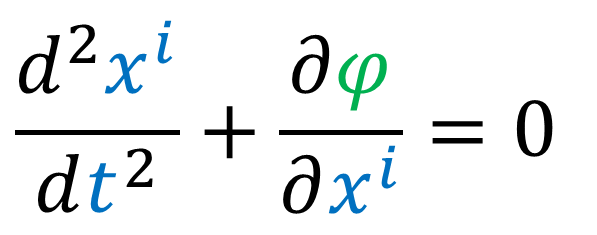 d²xⁱ/dt² + ∂φ/∂xⁱ = 0